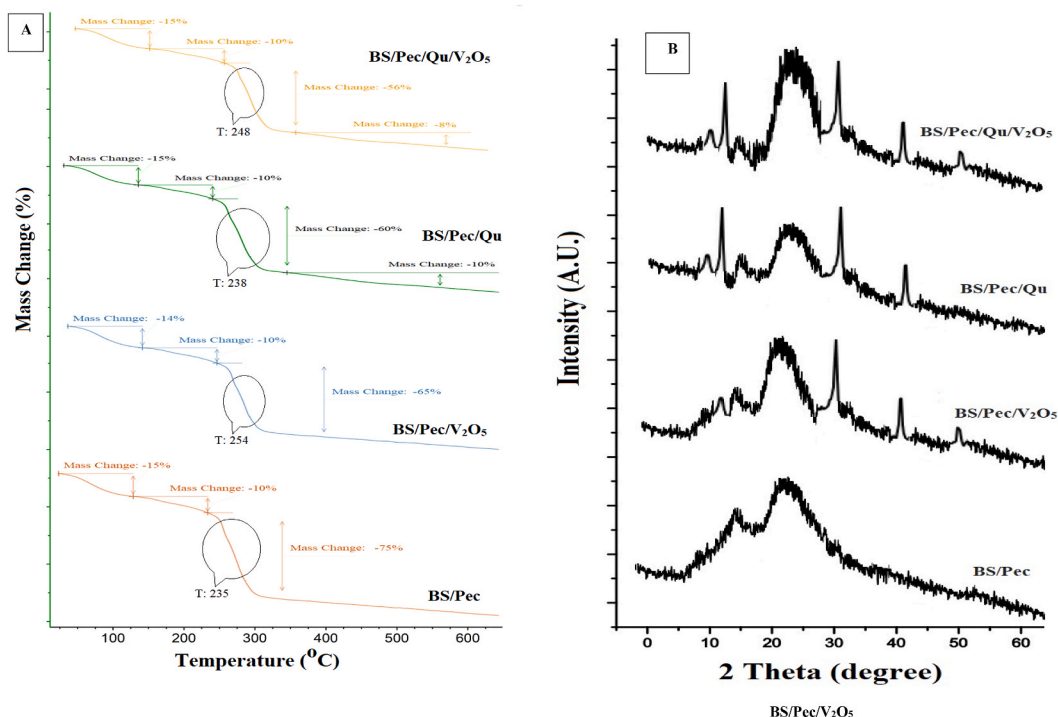 A
Mass Change: -15%
Mass Change: -10%
BS/Pec/Qu/V₂O₅
Mass Change: -56%
T: 248
Mass Change: -8%
Mass Change: -15%
Mass Change: -10%
Mass Change: -60%
BS/Pec/Qu
T: 238
Mass Change: -10%
Mass Change: -14%
Mass Change: -10%
Mass Change: -65%
BS/Pec/V₂O₅
T: 254
Mass Change: -15%
Mass Change: -10%
Mass Change: -75%
T: 235
BS/Pec
Mass Change (%)
100 200 300 400 500 600
Temperature (⁰C)
B
BS/Pec/Qu/V₂O₅
BS/Pec/Qu
BS/Pec/V₂O₅
BS/Pec
Intensity (A.U.)
0 10 20 30 40 50 60
2 Theta (degree)
BS/Pec/V₂O₅